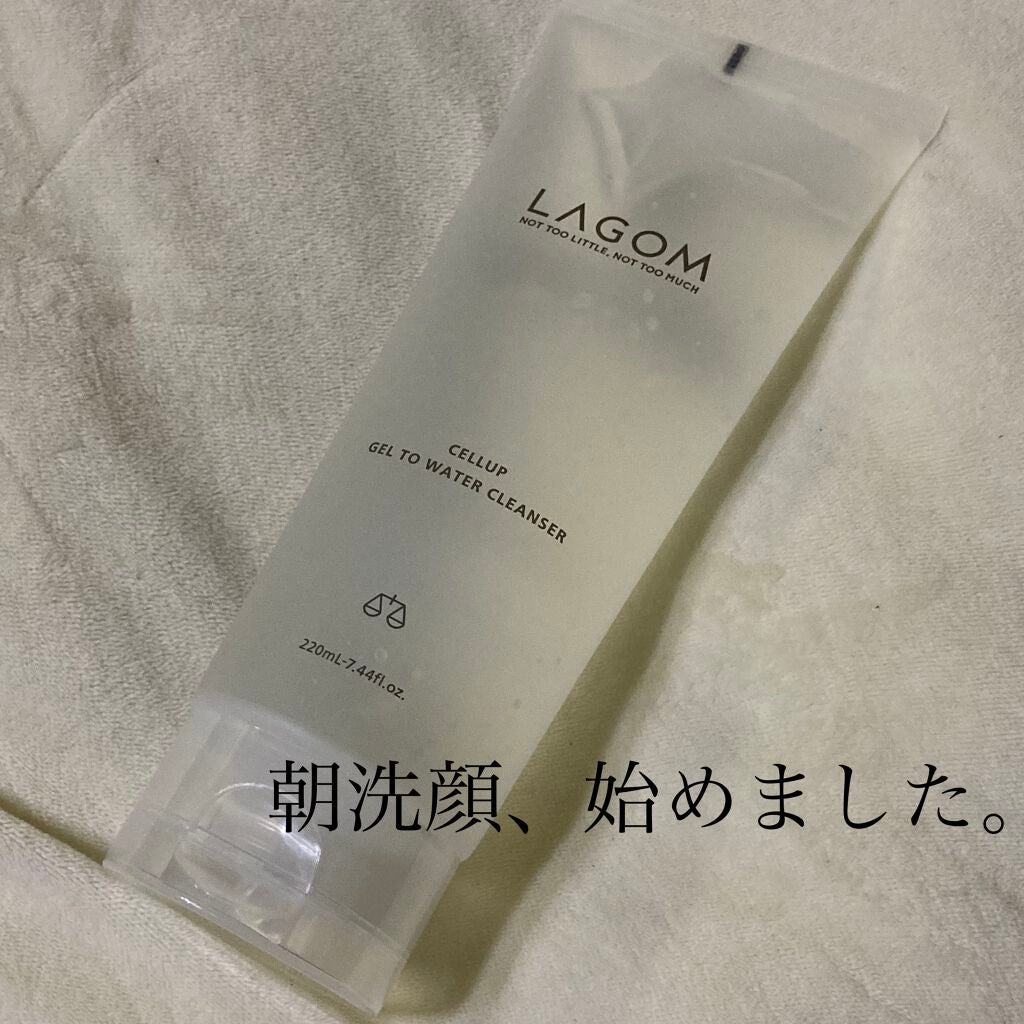 LAGOM
NOT TOO LITTLE, NOT TOO MUCH
CELLUP
GEL TO WATER CLEANSER
220mL-7.44fl.oz.
朝洗顔、始めました。